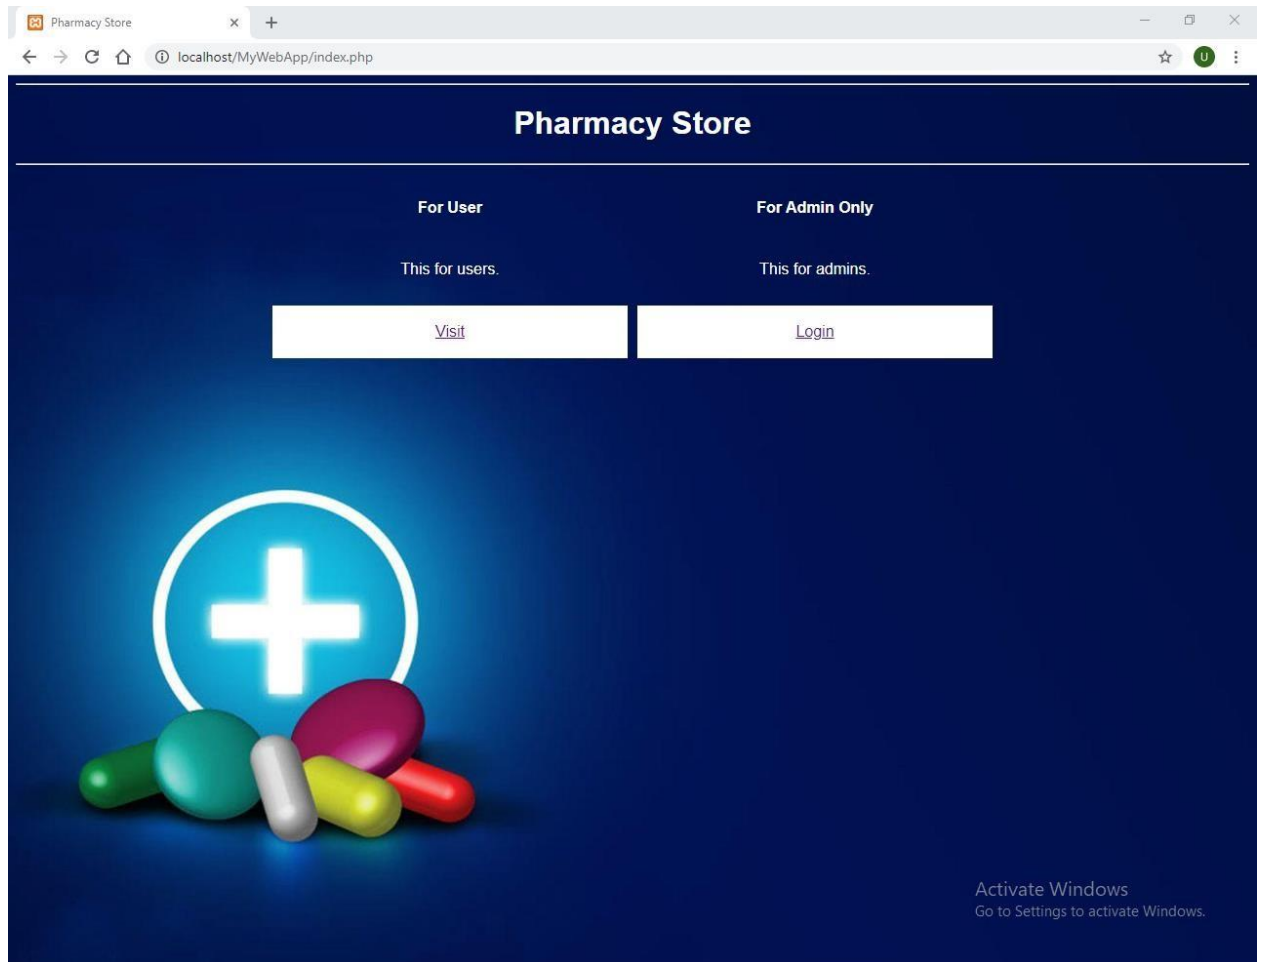 Pharmacy Store
localhost/MyWebApp/index.php
U
Pharmacy Store
For User
For Admin Only
This for users.
This for admins.
Visit
Login
Activate Windows
Go to Settings to activate Windows.